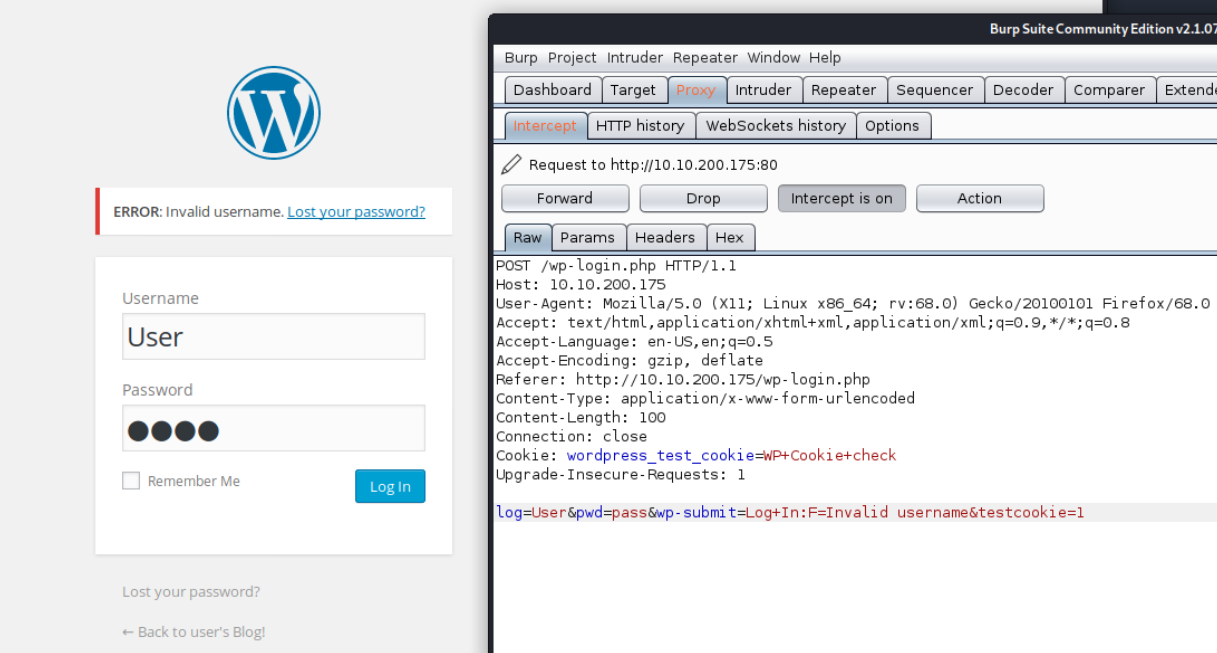 ERROR: Invalid username. Lost your password?
Username
User
Password
Remember Me
Log In
Lost your password?
← Back to user's Blog!
Burp Suite Community Edition v2.1.07
Burp Project Intruder Repeater Window Help
Dashboard Target Proxy Intruder Repeater Sequencer Decoder Comparer Extende
Intercept HTTP history WebSockets history Options
Request to http://10.10.200.175:80
Forward Drop Intercept is on Action
Raw Params Headers Hex
POST /wp-login.php HTTP/1.1
Host: 10.10.200.175
User-Agent: Mozilla/5.0 (X11; Linux x86_64; rv:68.0) Gecko/20100101 Firefox/68.0
Accept: text/html,application/xhtml+xml,application/xml;q=0.9,*/*;q=0.8
Accept-Language: en-US,en;q=0.5
Accept-Encoding: gzip, deflate
Referer: http://10.10.200.175/wp-login.php
Content-Type: application/x-www-form-urlencoded
Content-Length: 100
Connection: close
Cookie: wordpress_test_cookie=WP+Cookie+check
Upgrade-Insecure-Requests: 1
log=User&pwd=pass&wp-submit=Log+In:F=Invalid username&testcookie=1